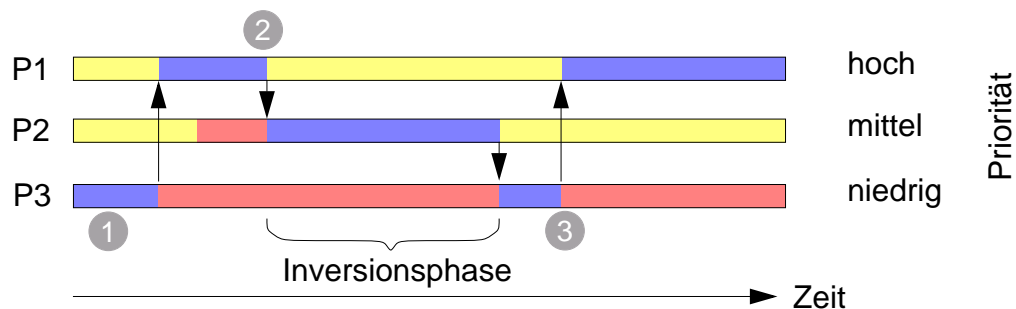 2
P1
hoch
P2
mittel
P3
niedrig
Priorität
1
3
Inversionsphase
Zeit